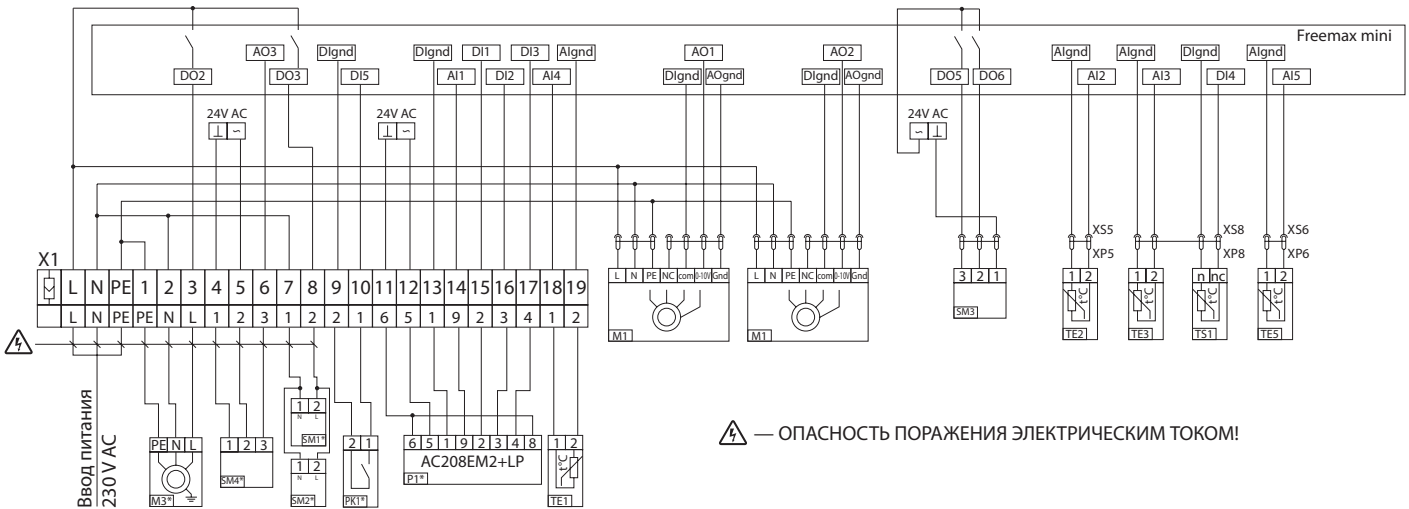 Freemax mini
AO3 DIgnd DIgnd DI1 DI3 AIgnd AO1 AO2 AIgnd AIgnd DIgnd AIgnd
DO2 DO3 DI5 AI1 DI2 AI4 DIgnd AOgnd DIgnd AOgnd DO5 DO6 AI2 AI3 DI4 AI5
24V AC 24V AC 24V AC
⊥ ~ ⊥ ~ ~ ⊥
XS5 XS8 XS6
XP5 XP8 XP6
X1
L N PE 1 2 3 4 5 6 7 8 9 10 11 12 13 14 15 16 17 18 19
L N PE PE N L 1 2 3 1 2 2 1 6 5 1 9 2 3 4 1 2
L N PE NC com 0-10V Gnd L N PE NC com 0-10V Gnd 3 2 1 1 2 1 2 n nc 1 2
t°C t°C t°C t°C
M1 M1 SM3 TE2 TE3 TS1 TE5
Ввод питания
230 V AC
PE N L 1 2 3 1 2 2 1 6 5 1 9 2 3 4 8 1 2
N L
SM1*
1 2
N L
AC208EM2+LP
t°C
M3* SM4* SM2* PK1* P1* TE1
— ОПАСНОСТЬ ПОРАЖЕНИЯ ЭЛЕКТРИЧЕСКИМ ТОКОМ!